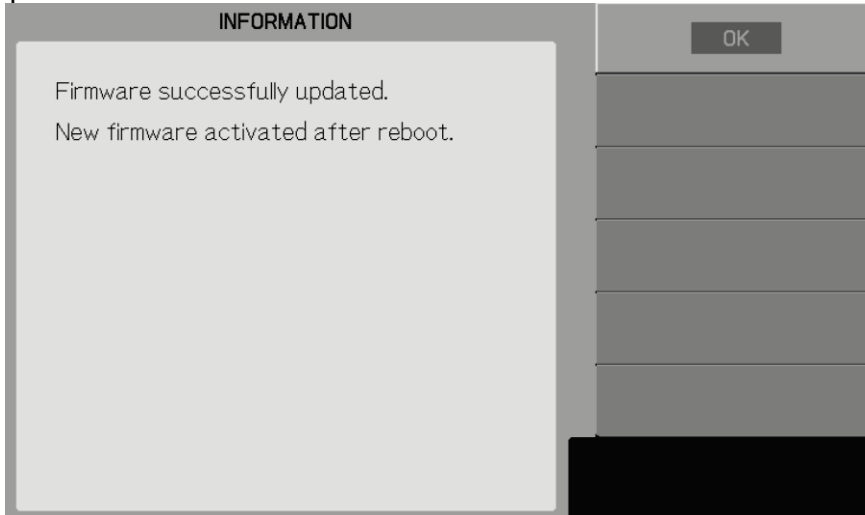 INFORMATION
OK
Firmware successfully updated.
New firmware activated after reboot.